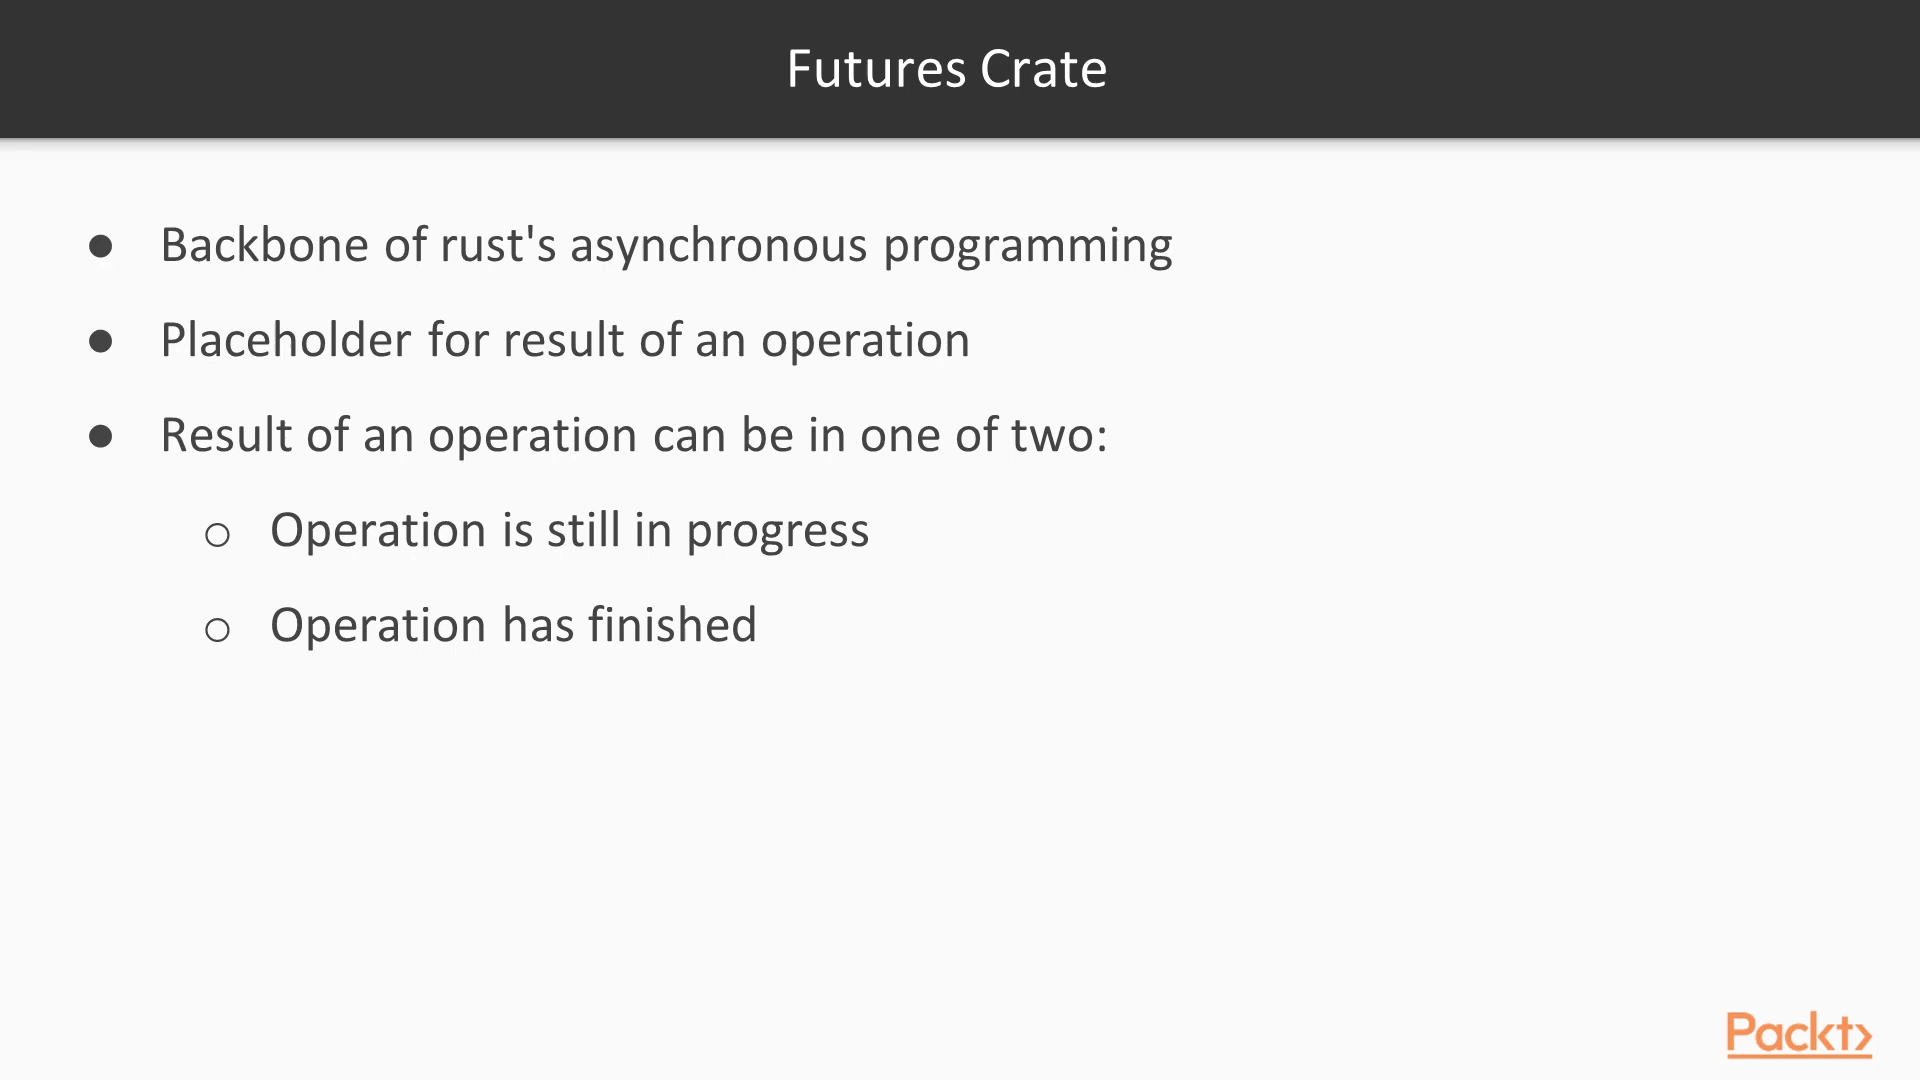 Futures Crate
● Backbone of rust's asynchronous programming
● Placeholder for result of an operation
● Result of an operation can be in one of two:
○ Operation is still in progress
○ Operation has finished
Packt>